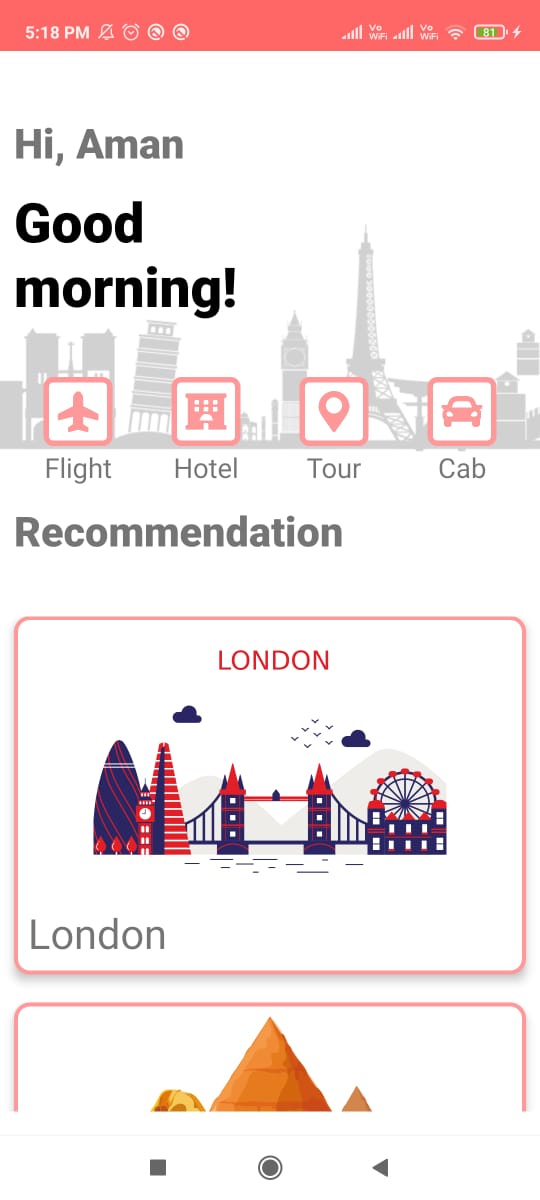 5:18 PM Vo WiFi Vo WiFi 81
Hi, Aman
Good
morning!
Flight Hotel Tour Cab
Recommendation
LONDON
London